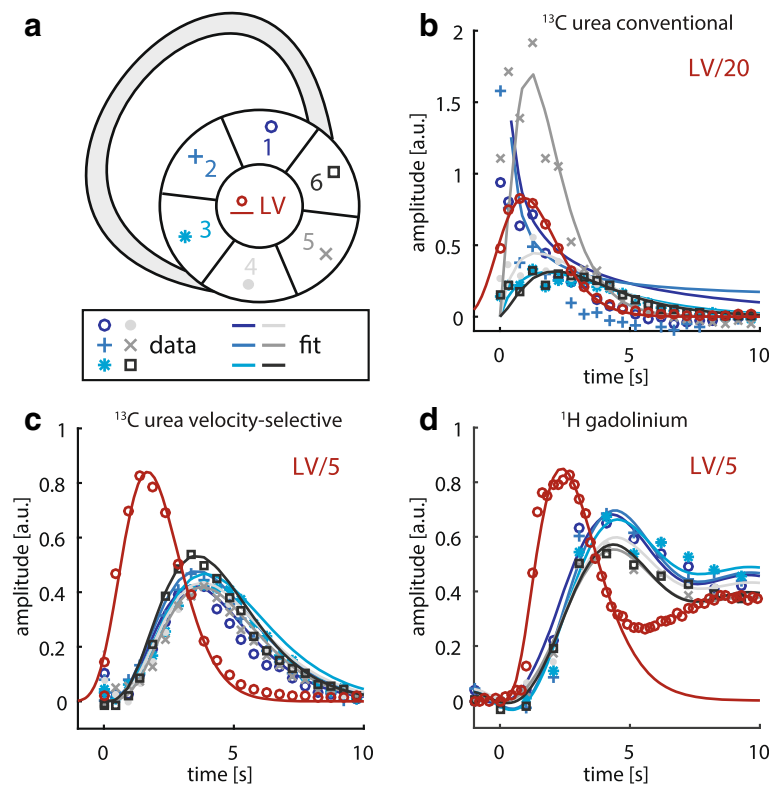 a
1
2
3
4
5
6
LV
data
fit
b
¹³C urea conventional
LV/20
amplitude [a.u.]
2
1.5
1
0.5
0
0
5
10
time [s]
c
¹³C urea velocity-selective
LV/5
amplitude [a.u.]
1
0.8
0.6
0.4
0.2
0
0
5
10
time [s]
d
¹H gadolinium
LV/5
amplitude [a.u.]
1
0.8
0.6
0.4
0.2
0
0
5
10
time [s]